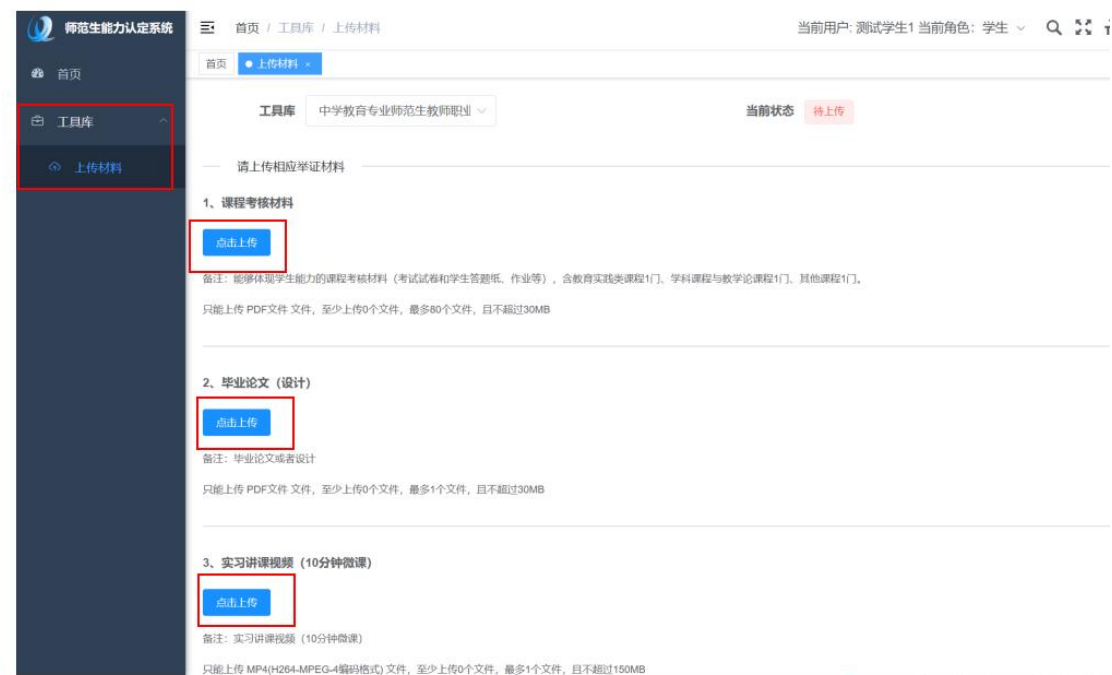 师范生能力认定系统
首页 / 工具库 / 上传材料
当前用户: 测试学生1 当前角色：学生
首页
首页
上传材料 ×
工具库
上传材料
工具库
中学教育专业师范生教师职业
当前状态
待上传
请上传相应举证材料
1、课程考核材料
点击上传
备注：能够体现学生能力的课程考核材料（考试试卷和学生答题纸、作业等），含教育实践类课程1门、学科课程与教学论课程1门、其他课程1门。
只能上传 PDF文件 文件，至少上传0个文件，最多80个文件，且不超过30MB
2、毕业论文（设计）
点击上传
备注：毕业论文或者设计
只能上传 PDF文件 文件，至少上传0个文件，最多1个文件，且不超过30MB
3、实习讲课视频（10分钟微课）
点击上传
备注：实习讲课视频（10分钟微课）
只能上传 MP4(H264-MPEG-4编码格式) 文件，至少上传0个文件，最多1个文件，且不超过150MB